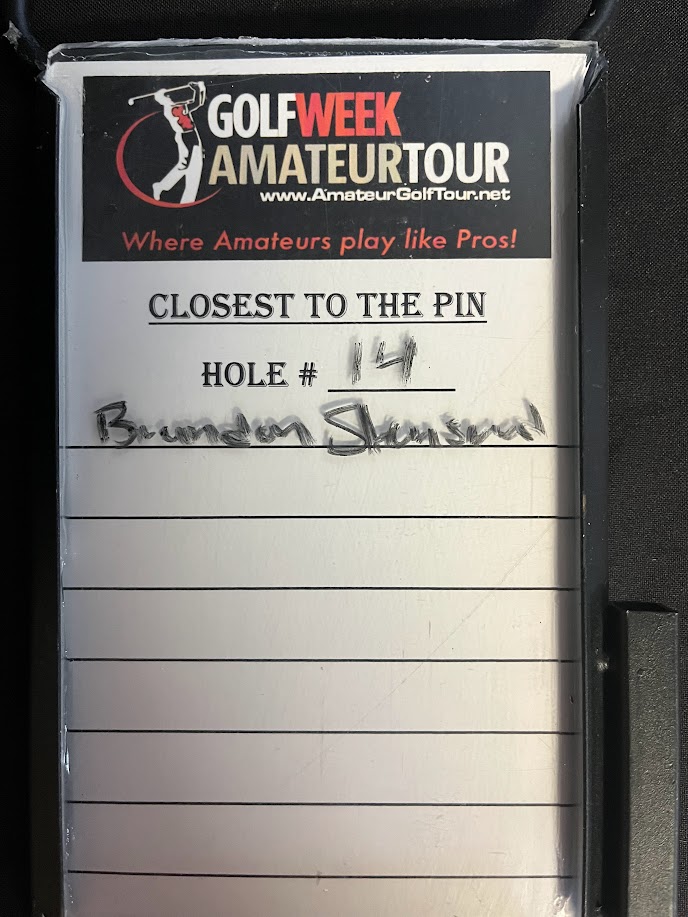 GOLFWEEK
AMATEURTOUR
www.AmateurGolfTour.net
Where Amateurs play like Pros!
CLOSEST TO THE PIN
HOLE # 14
Brandon